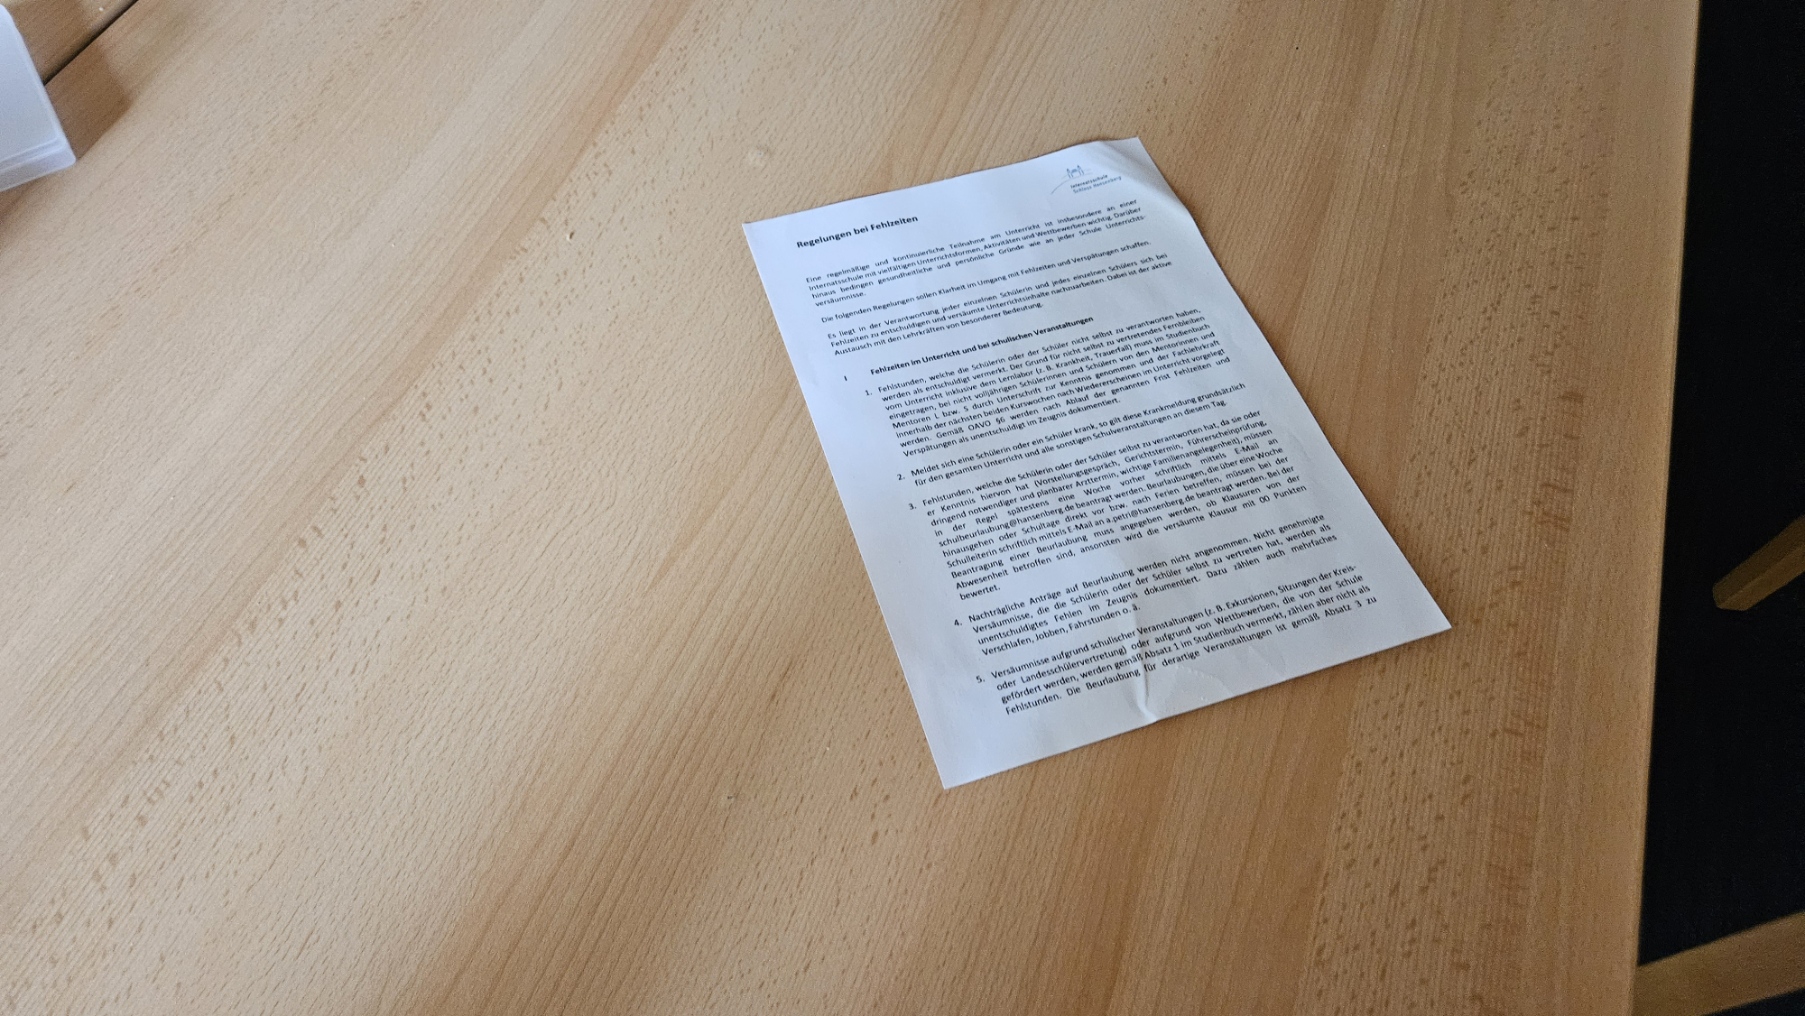 Internatsschule
Schloss Hansenberg
Regelungen bei Fehlzeiten
Eine regelmäßige und kontinuierliche Teilnahme am Unterricht ist insbesondere an einer
Internatsschule mit vielfältigen Unterrichtsformen, Aktivitäten und Wettbewerben wichtig. Darüber
hinaus bedingen gesundheitliche und persönliche Gründe wie an jeder Schule Unterrichts-
versäumnisse.
Die folgenden Regelungen sollen Klarheit im Umgang mit Fehlzeiten und Verspätungen schaffen.
Es liegt in der Verantwortung jeder einzelnen Schülerin und jedes einzelnen Schülers sich bei
Fehlzeiten zu entschuldigen und versäumte Unterrichtsinhalte nachzuarbeiten. Dabei ist der aktive
Austausch mit den Lehrkräften von besonderer Bedeutung.
I Fehlzeiten im Unterricht und bei schulischen Veranstaltungen
1. Fehlstunden, welche die Schülerin oder der Schüler nicht selbst zu verantworten haben,
werden als entschuldigt vermerkt. Der Grund für nicht selbst zu vertretendes Fernbleiben
vom Unterricht inklusive dem Lernlabor (z. B. Krankheit, Trauerfall) muss im Studienbuch
eingetragen, bei nicht volljährigen Schülerinnen und Schülern von den Mentorinnen und
Mentoren L bzw. S durch Unterschrift zur Kenntnis genommen und der Fachlehrkraft
innerhalb der nächsten beiden Kurswochen nach Wiedererscheinen im Unterricht vorgelegt
werden. Gemäß OAVO §6 werden nach Ablauf der genannten Frist Fehlzeiten und
Verspätungen als unentschuldigt im Zeugnis dokumentiert.
2. Meldet sich eine Schülerin oder ein Schüler krank, so gilt diese Krankmeldung grundsätzlich
für den gesamten Unterricht und alle sonstigen Schulveranstaltungen an diesem Tag.
3. Fehlstunden, welche die Schülerin oder der Schüler selbst zu verantworten hat, da sie oder
er Kenntnis hiervon hat (Vorstellungsgespräch, Gerichtstermin, Führerscheinprüfung,
dringend notwendiger und planbarer Arzttermin, wichtige Familienangelegenheit), müssen
in der Regel spätestens eine Woche vorher schriftlich mittels E-Mail an
schulbeurlaubung@hansenberg.de beantragt werden. Beurlaubungen, die über eine Woche
hinausgehen oder Schultage direkt vor bzw. nach Ferien betreffen, müssen bei der
Schulleiterin schriftlich mittels E-Mail an a.petri@hansenberg.de beantragt werden. Bei der
Beantragung einer Beurlaubung muss angegeben werden, ob Klausuren von der
Abwesenheit betroffen sind, ansonsten wird die versäumte Klausur mit 00 Punkten
bewertet.
4. Nachträgliche Anträge auf Beurlaubung werden nicht angenommen. Nicht genehmigte
Versäumnisse, die die Schülerin oder der Schüler selbst zu vertreten hat, werden als
unentschuldigtes Fehlen im Zeugnis dokumentiert. Dazu zählen auch mehrfaches
Verschlafen, Jobben, Fahrstunden o. ä.
5. Versäumnisse aufgrund schulischer Veranstaltungen (z. B. Exkursionen, Sitzungen der Kreis-
oder Landesschülervertretung) oder aufgrund von Wettbewerben, die von der Schule
gefördert werden, werden gemäß Absatz 1 im Studienbuch vermerkt, zählen aber nicht als
Fehlstunden. Die Beurlaubung für derartige Veranstaltungen ist gemäß Absatz 3 zu